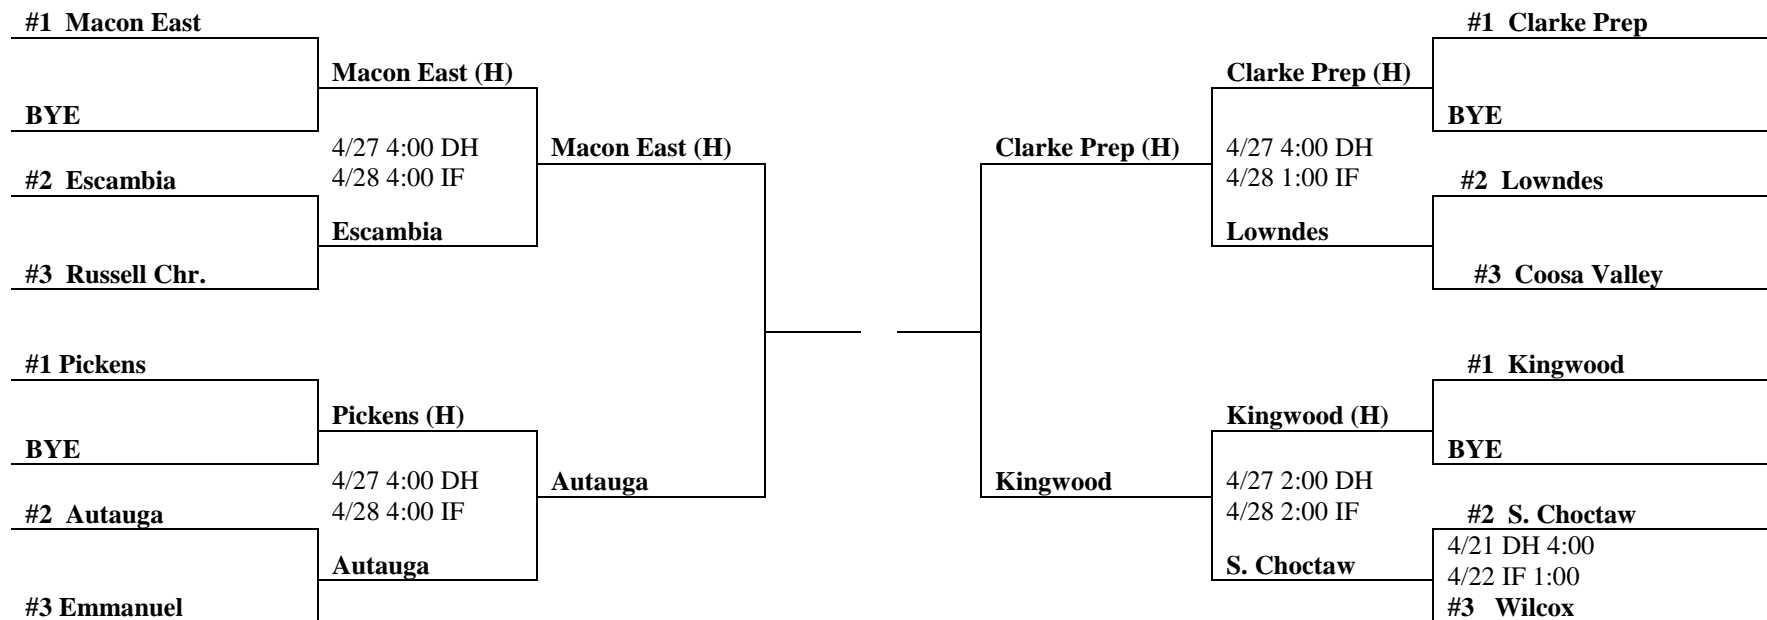 #1 Macon East
Macon East (H)
BYE
4/27 4:00 DH
4/28 4:00 IF
Macon East (H)
#2 Escambia
Escambia
#3 Russell Chr.
#1 Pickens
Pickens (H)
BYE
4/27 4:00 DH
4/28 4:00 IF
Autauga
#2 Autauga
Autauga
#3 Emmanuel
#1 Clarke Prep
Clarke Prep (H)
BYE
Clarke Prep (H)
4/27 4:00 DH
4/28 1:00 IF
#2 Lowndes
Lowndes
#3 Coosa Valley
#1 Kingwood
Kingwood (H)
BYE
Kingwood
4/27 2:00 DH
4/28 2:00 IF
#2 S. Choctaw
4/21 DH 4:00
4/22 IF 1:00
S. Choctaw
#3 Wilcox